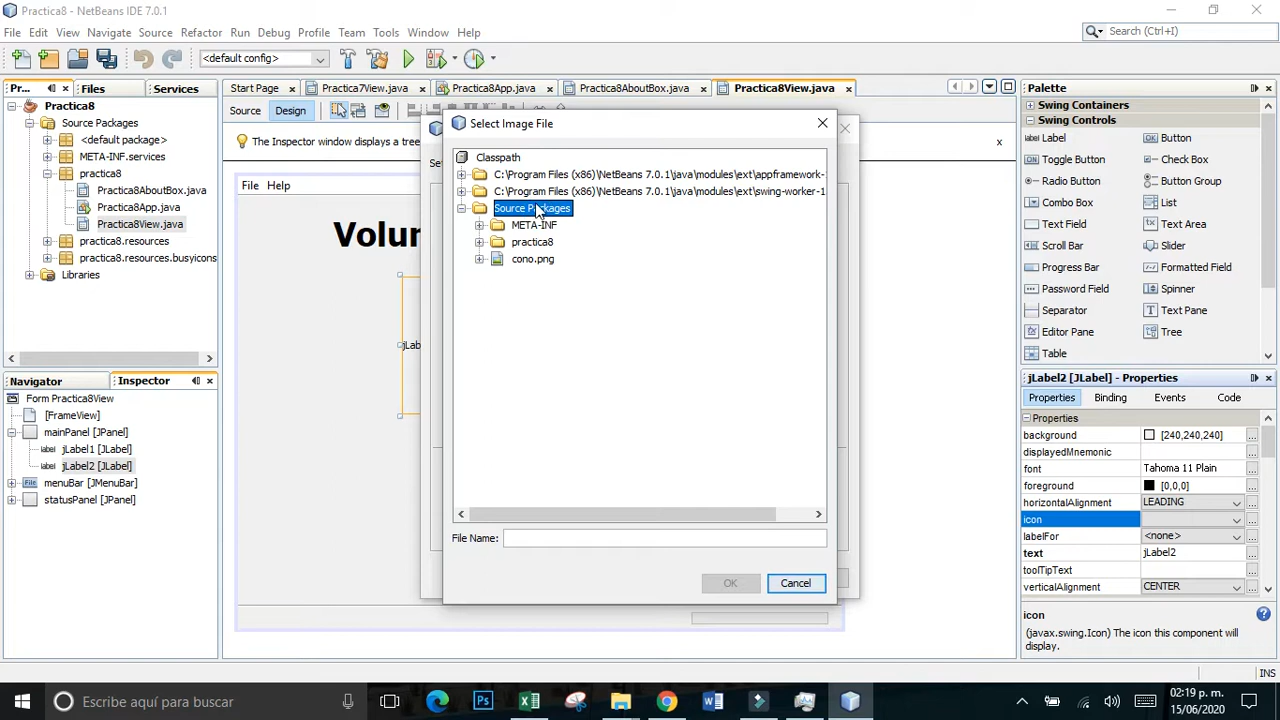 Practica8 - NetBeans IDE 7.0.1
File Edit View Navigate Source Refactor Run Debug Profile Team Tools Window Help
Search (Ctrl+I)
<default config>
Pr... Files Services
Start Page Practica7View.java Practica8App.java Practica8AboutBox.java Practica8View.java
Palette
Practica8
Source Packages
<default package>
META-INF.services
practica8
Practica8AboutBox.java
Practica8App.java
Practica8View.java
practica8.resources
practica8.resources.busyicons
Libraries
Source Design
The Inspector window displays a tree
File Help
Volu
jLab
Select Image File
Classpath
C:\Program Files (x86)\NetBeans 7.0.1\java\modules\ext\appframework-
C:\Program Files (x86)\NetBeans 7.0.1\java\modules\ext\swing-worker-1
Source Packages
META-INF
practica8
cono.png
File Name:
OK Cancel
Swing Containers
Swing Controls
Label Button
Toggle Button Check Box
Radio Button Button Group
Combo Box List
Text Field Text Area
Scroll Bar Slider
Progress Bar Formatted Field
Password Field Spinner
Separator Text Pane
Editor Pane Tree
Table
Navigator Inspector
Form Practica8View
[FrameView]
mainPanel [JPanel]
label jLabel1 [JLabel]
label jLabel2 [JLabel]
File menuBar [JMenuBar]
statusPanel [JPanel]
jLabel2 [JLabel] - Properties
Properties Binding Events Code
Properties
background [240,240,240] ...
displayedMnemonic ...
font Tahoma 11 Plain ...
foreground [0,0,0] ...
horizontalAlignment LEADING ...
icon ...
labelFor <none> ...
text jLabel2 ...
toolTipText ...
verticalAlignment CENTER ...
icon
(javax.swing.Icon) The icon this component will
display.
INS
Escribe aquí para buscar
02:19 p. m.
15/06/2020